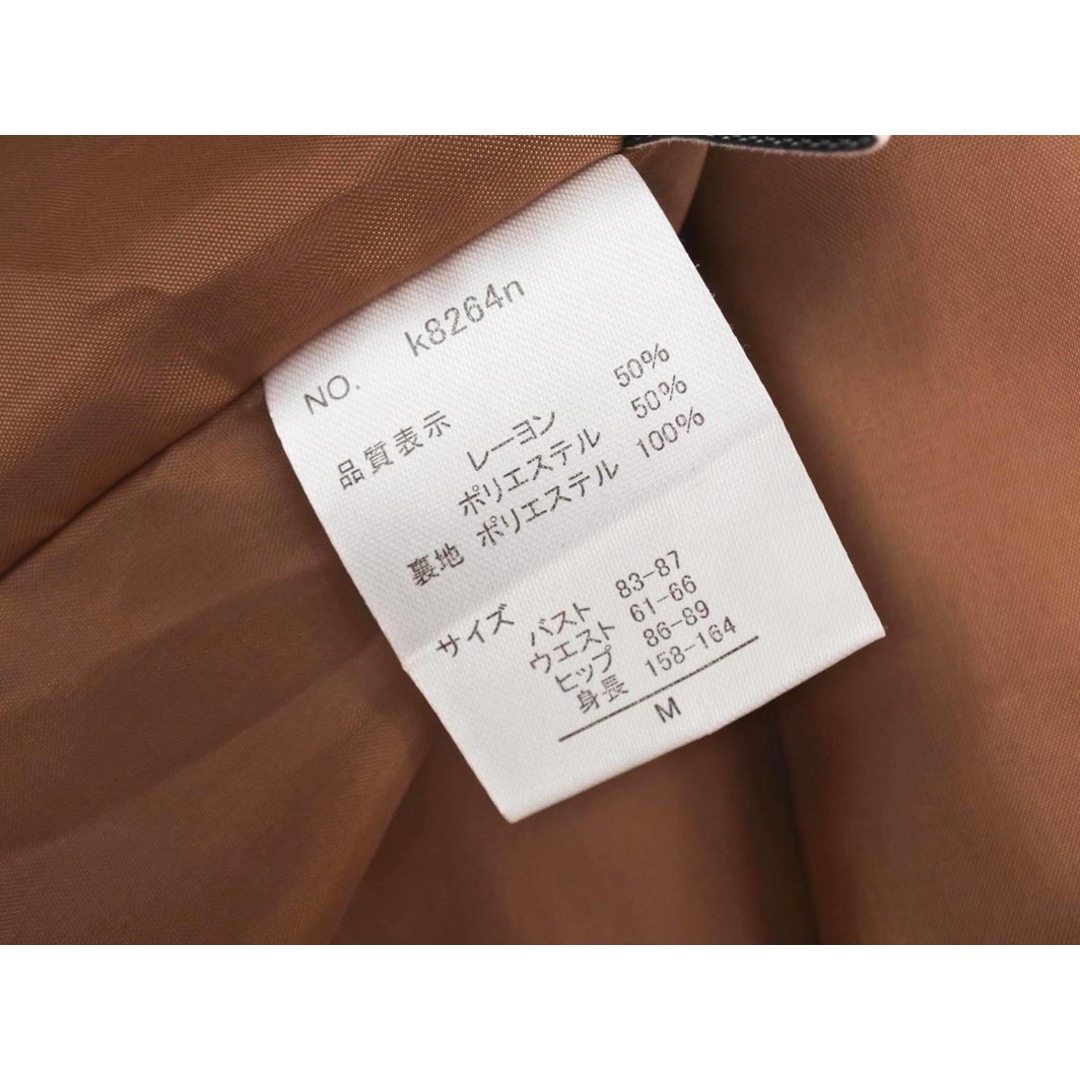 NO. k8264n
品質表示
レーヨン 50%
ポリエステル 50%
裏地 ポリエステル 100%
サイズ バスト 83-87
ウエスト 61-66
ヒップ 86-89
身長 158-164
M